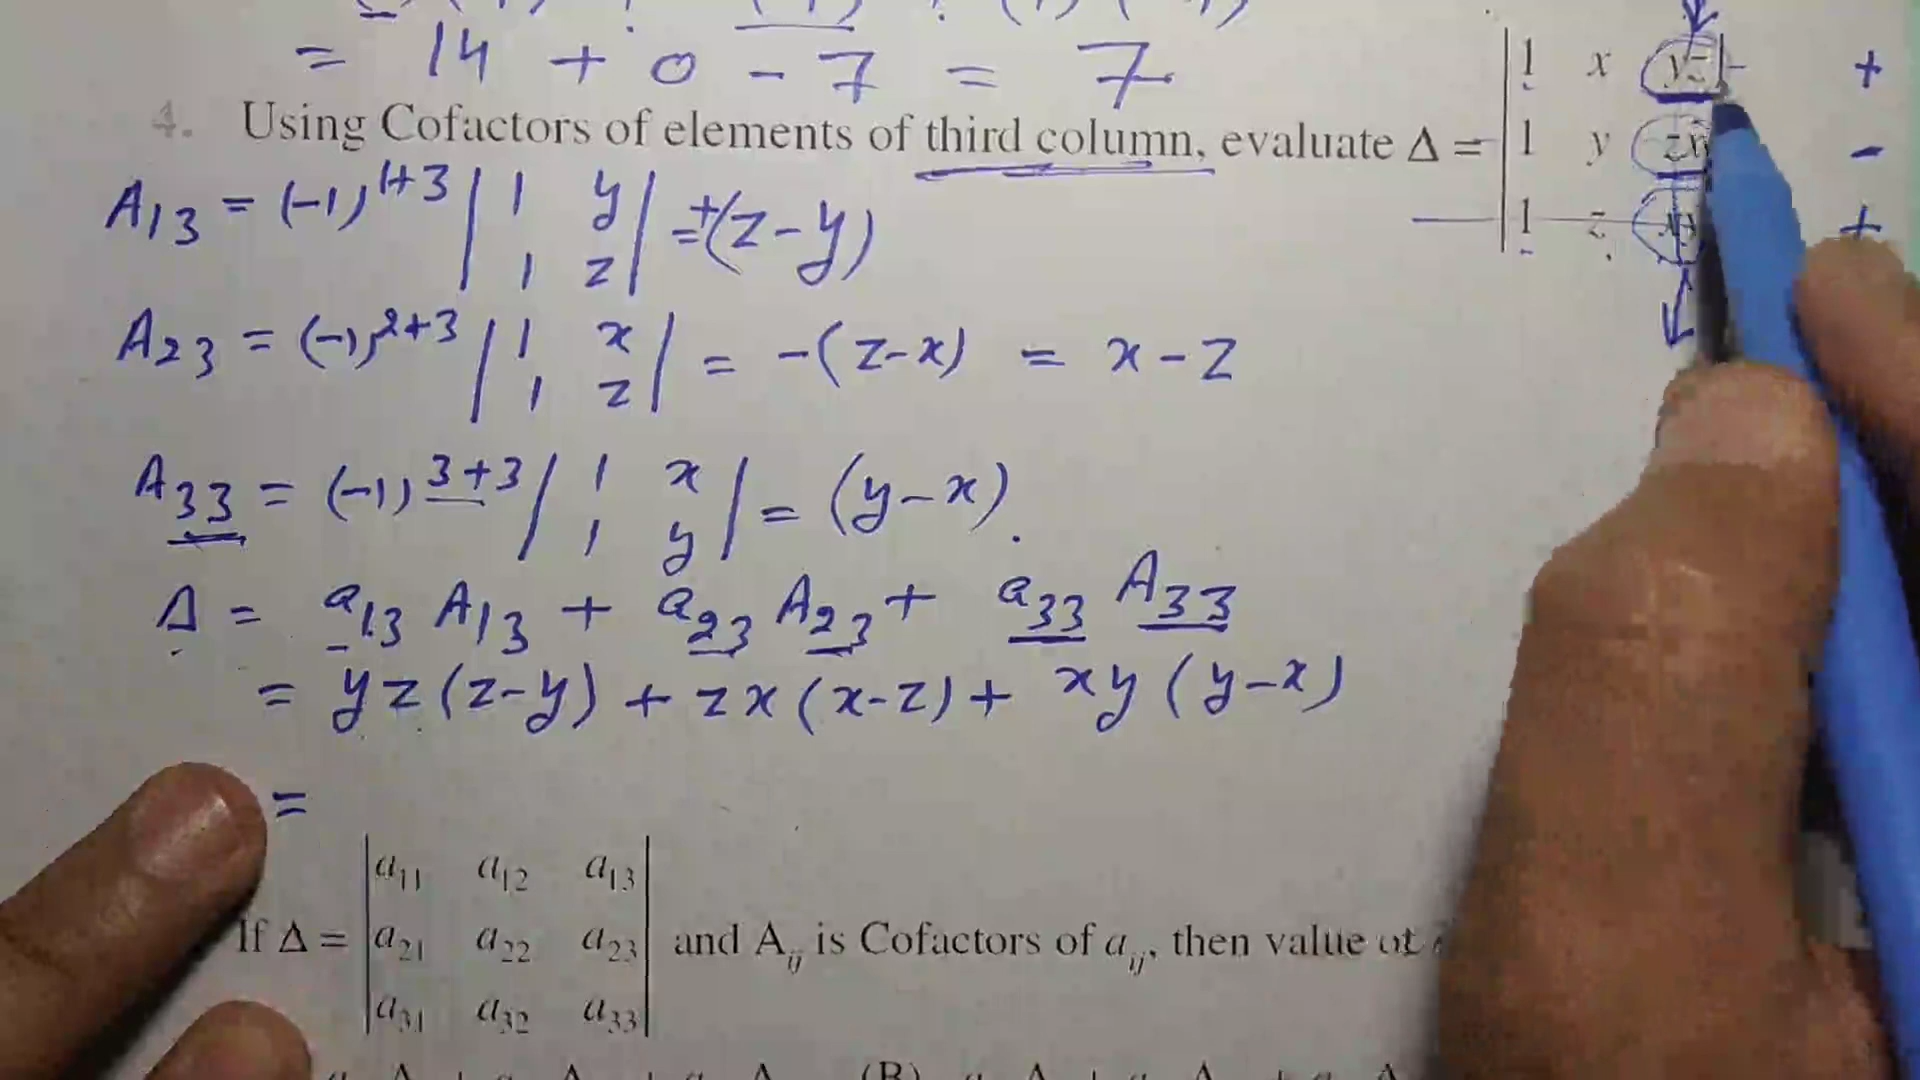 = 14 + 0 - 7 = 7
4. Using Cofactors of elements of third column, evaluate Δ =
| 1 x yz | +
| 1 y zx | -
| 1 z xy | +
A13 = (-1)^1+3 | 1 y | = +(z-y)
| 1 z |
A23 = (-1)^2+3 | 1 x | = -(z-x) = x-z
| 1 z |
A33 = (-1)^3+3 | 1 x | = (y-x).
| 1 y |
Δ = a13 A13 + a23 A23 + a33 A33
= yz(z-y) + zx(x-z) + xy(y-x)
=
If Δ = | a11 a12 a13 |
| a21 a22 a23 | and Aij is Cofactors of aij, then value of
| a31 a32 a33 |